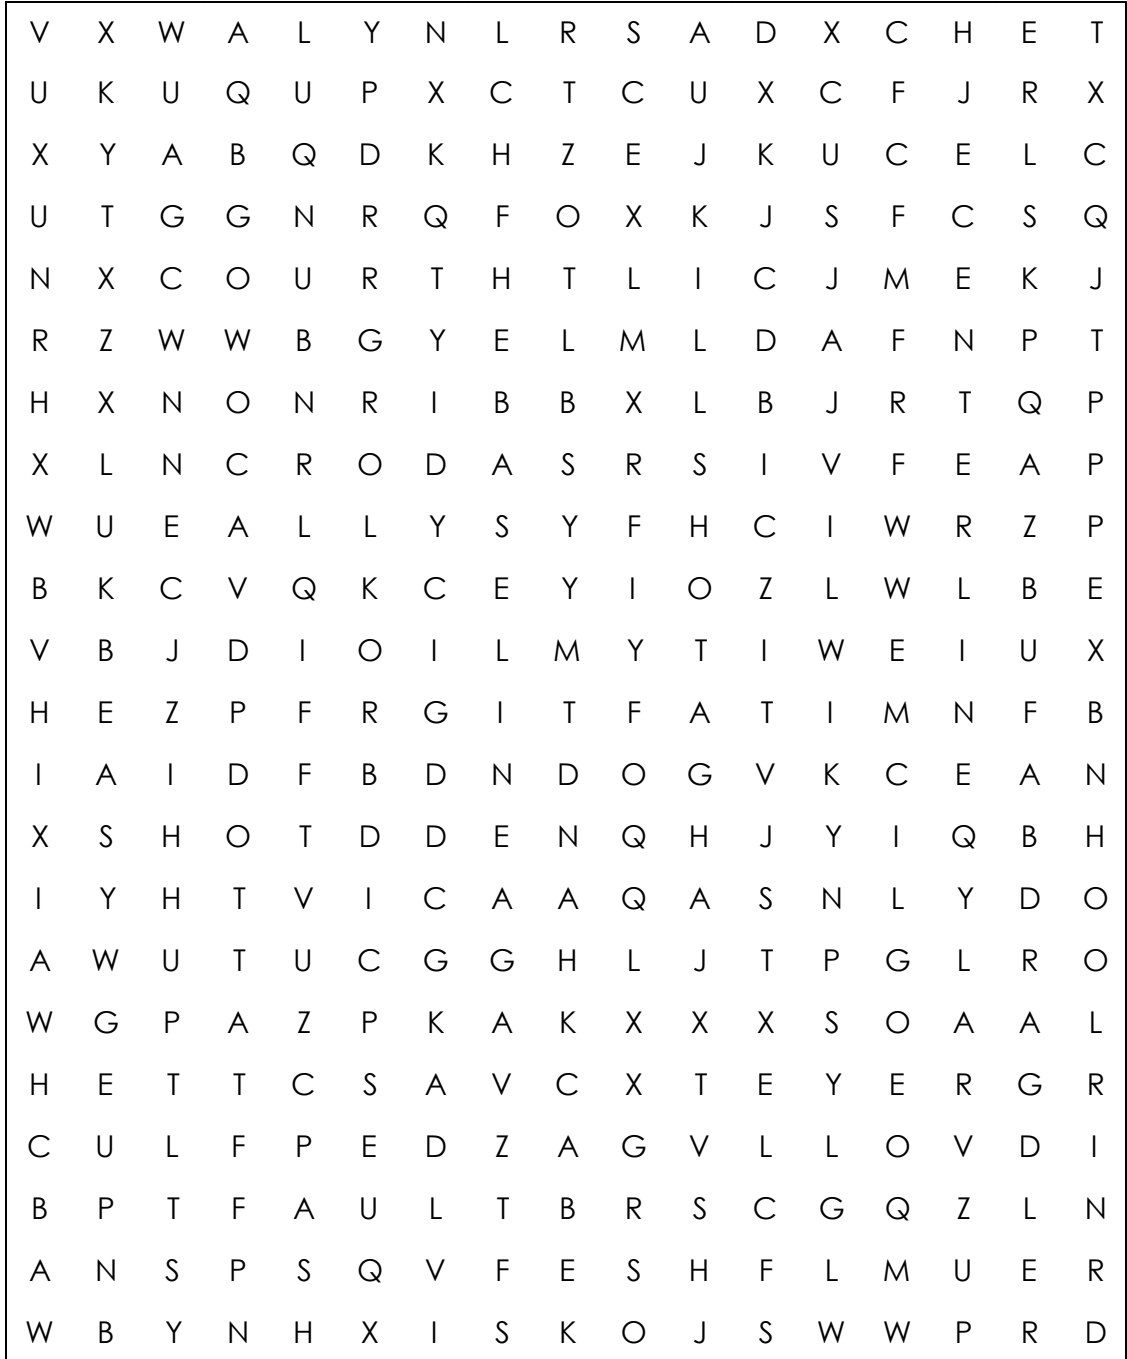 V X W A L Y N L R S A D X C H E T
U K U Q U P X C T C U X C F J R X
X Y A B Q D K H Z E J K U C E L C
U T G G N R Q F O X K J S F C S Q
N X C O U R T H T L I C J M E K J
R Z W W B G Y E L M L D A F N P T
H X N O N R I B B X L B J R T Q P
X L N C R O D A S R S I V F E A P
W U E A L L Y S Y F H C I W R Z P
B K C V Q K C E Y I O Z L W L B E
V B J D I O I L M Y T I W E I U X
H E Z P F R G I T F A T I M N F B
I A I D F B D N D O G V K C E A N
X S H O T D D E N Q H J Y I Q B H
I Y H T V I C A A Q A S N L Y D O
A W U T U C G G H L J T P G L R O
W G P A Z P K A K X X X S O A A L
H E T T C S A V C X T E Y E R G R
C U L F P E D Z A G V L L O V D I
B P T F A U L T B R S C G Q Z L N
A N S P S Q V F E S H F L M U E R
W B Y N H X I S K O J S W W P R D